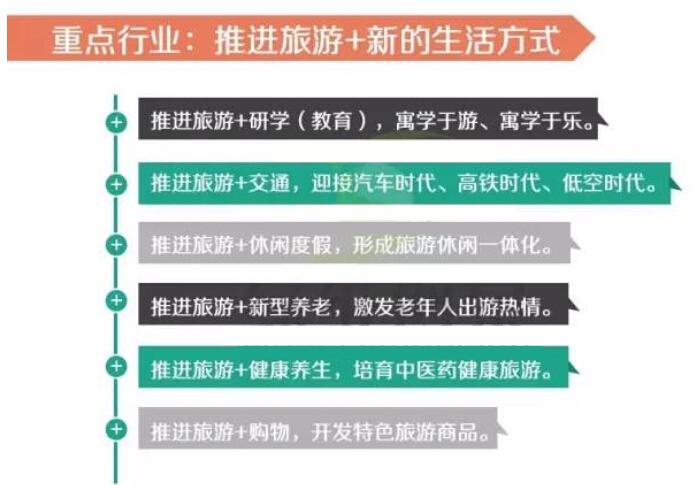 重点行业：推进旅游+新的生活方式
推进旅游+研学（教育），寓学于游、寓学于乐。
推进旅游+交通，迎接汽车时代、高铁时代、低空时代。
推进旅游+休闲度假，形成旅游休闲一体化。
推进旅游+新型养老，激发老年人出游热情。
推进旅游+健康养生，培育中医药健康旅游。
推进旅游+购物，开发特色旅游商品。